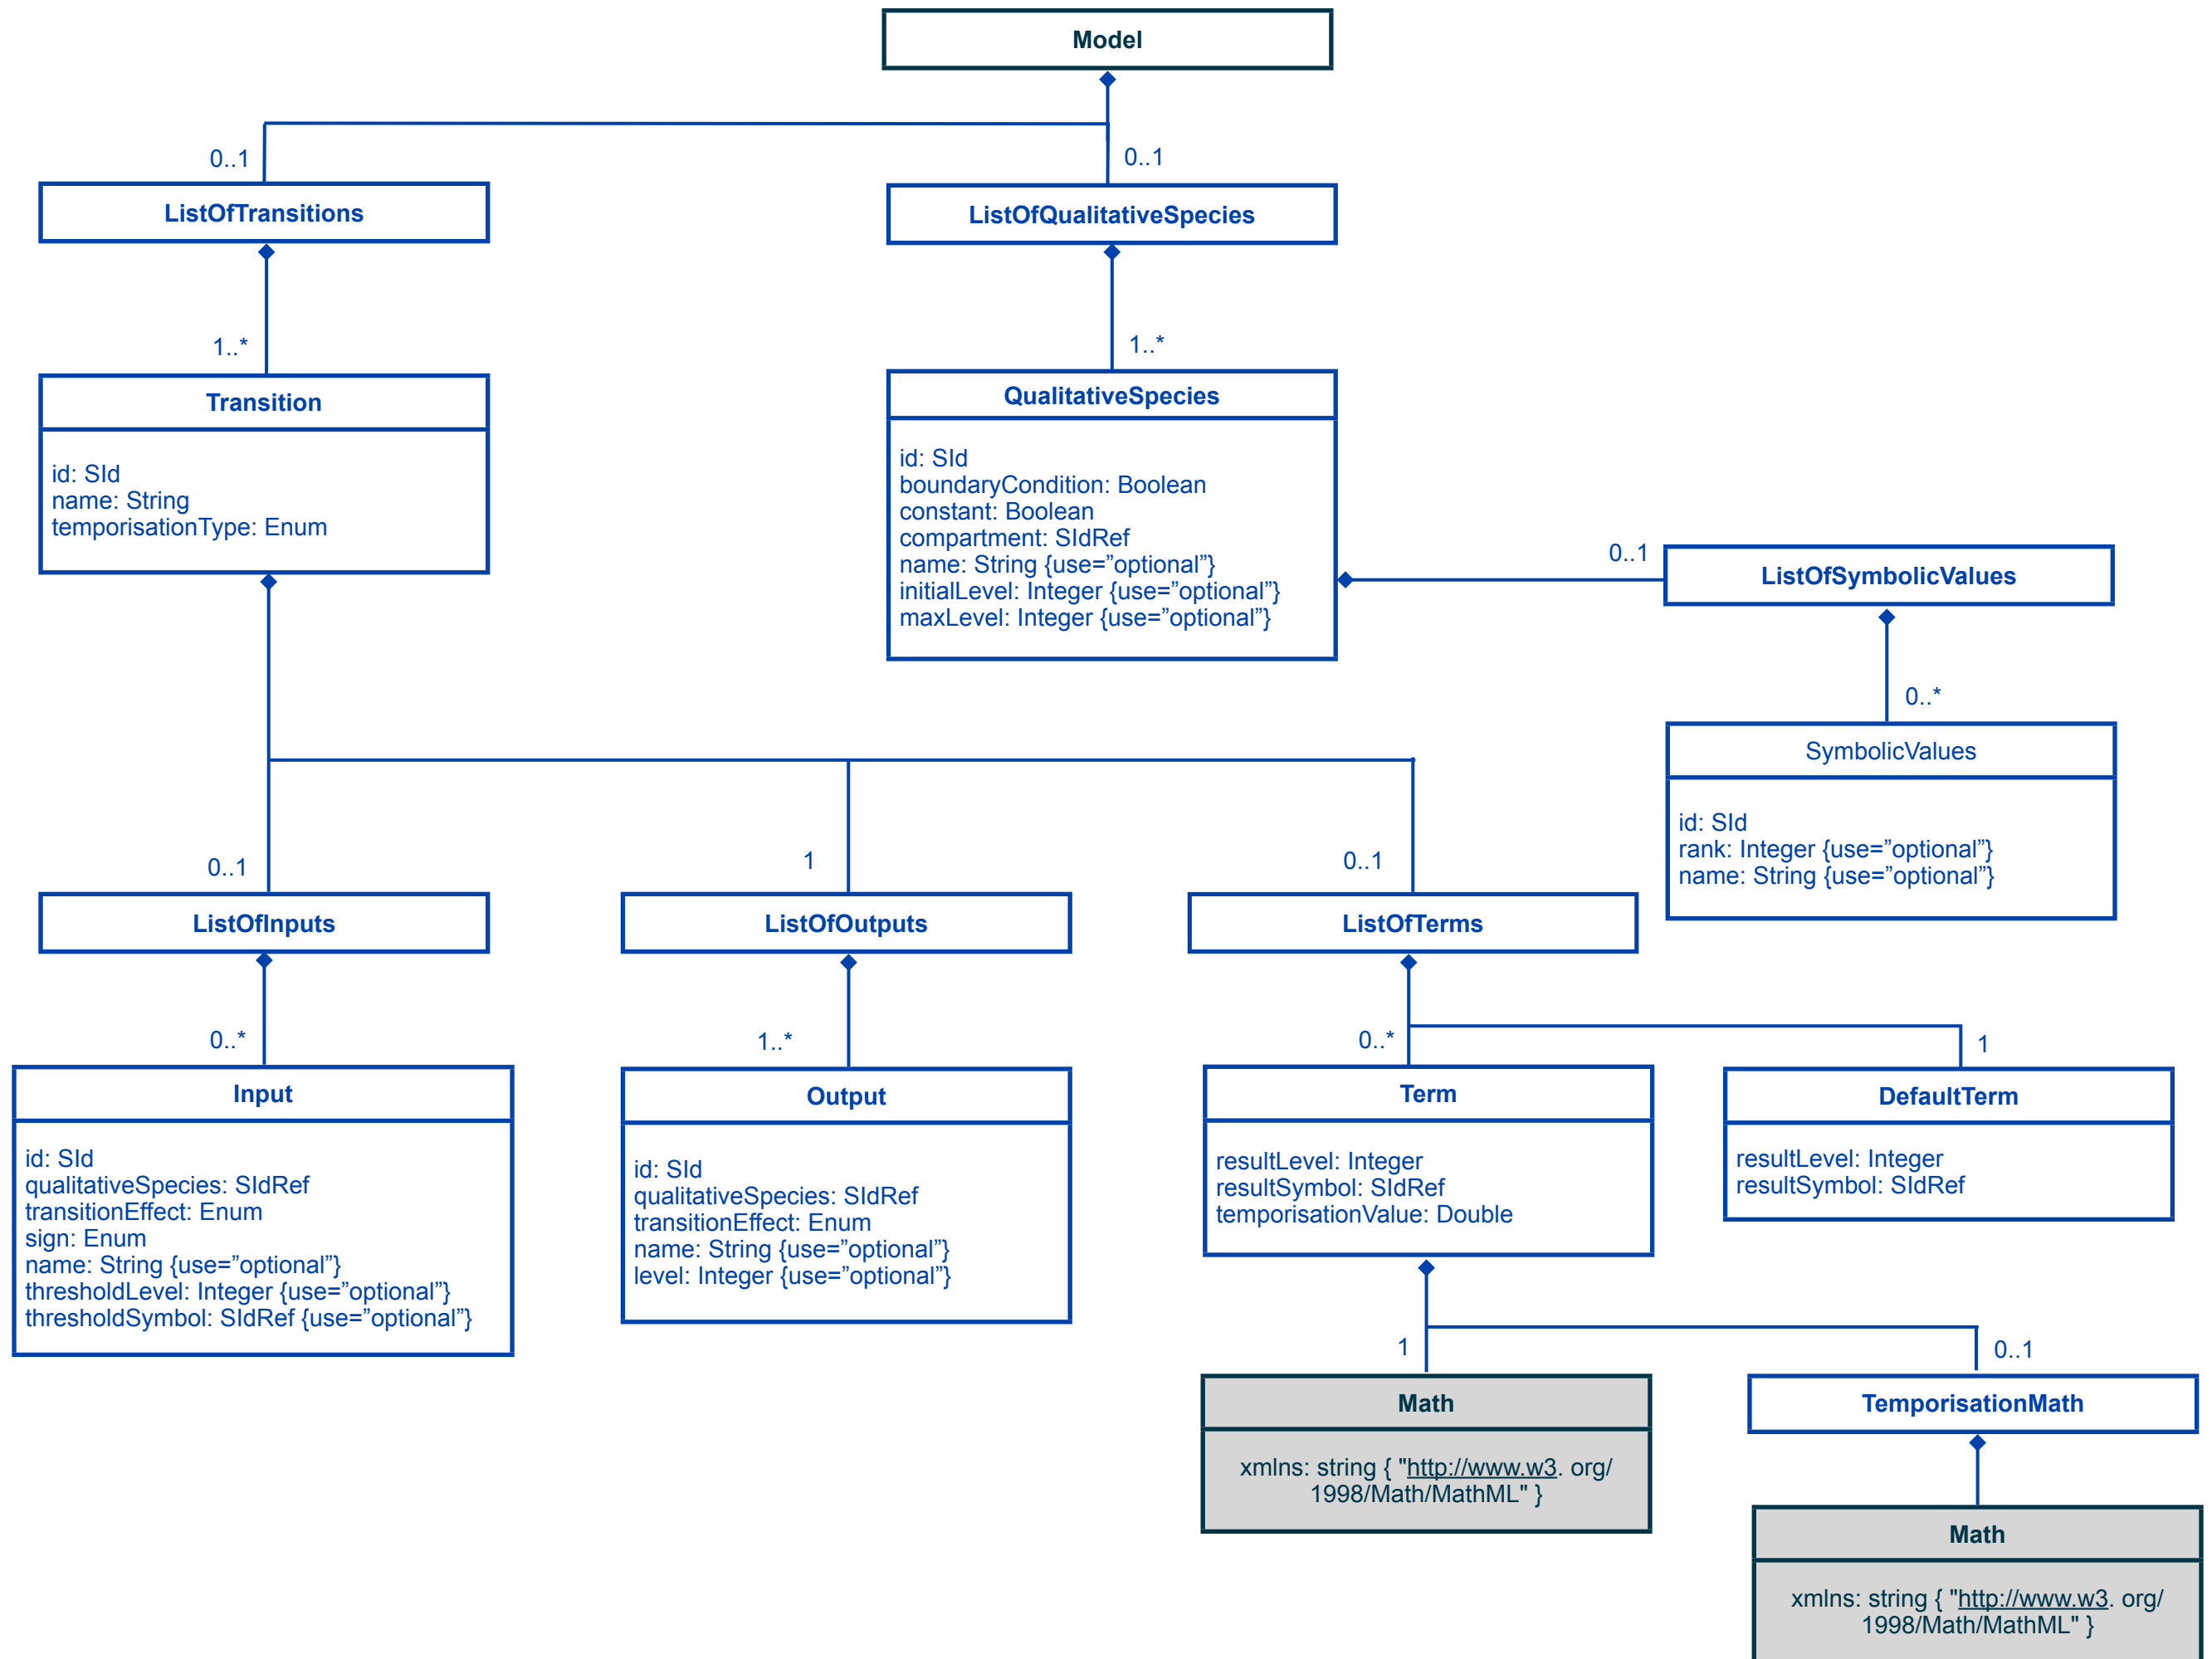 Model
0..1
0..1
ListOfTransitions
ListOfQualitativeSpecies
1..*
1..*
Transition
id: SId
name: String
temporisationType: Enum
QualitativeSpecies
id: SId
boundaryCondition: Boolean
constant: Boolean
compartment: SIdRef
name: String {use=”optional”}
initialLevel: Integer {use=”optional”}
maxLevel: Integer {use=”optional”}
0..1
ListOfSymbolicValues
0..*
SymbolicValues
id: SId
rank: Integer {use=”optional”}
name: String {use=”optional”}
0..1
1
0..1
ListOfInputs
ListOfOutputs
ListOfTerms
0..*
1..*
0..*
1
Input
id: SId
qualitativeSpecies: SIdRef
transitionEffect: Enum
sign: Enum
name: String {use=”optional”}
thresholdLevel: Integer {use=”optional”}
thresholdSymbol: SIdRef {use=”optional”}
Output
id: SId
qualitativeSpecies: SIdRef
transitionEffect: Enum
name: String {use=”optional”}
level: Integer {use=”optional”}
Term
resultLevel: Integer
resultSymbol: SIdRef
temporisationValue: Double
DefaultTerm
resultLevel: Integer
resultSymbol: SIdRef
1
0..1
Math
xmlns: string { "http://www.w3. org/
1998/Math/MathML" }
TemporisationMath
Math
xmlns: string { "http://www.w3. org/
1998/Math/MathML" }